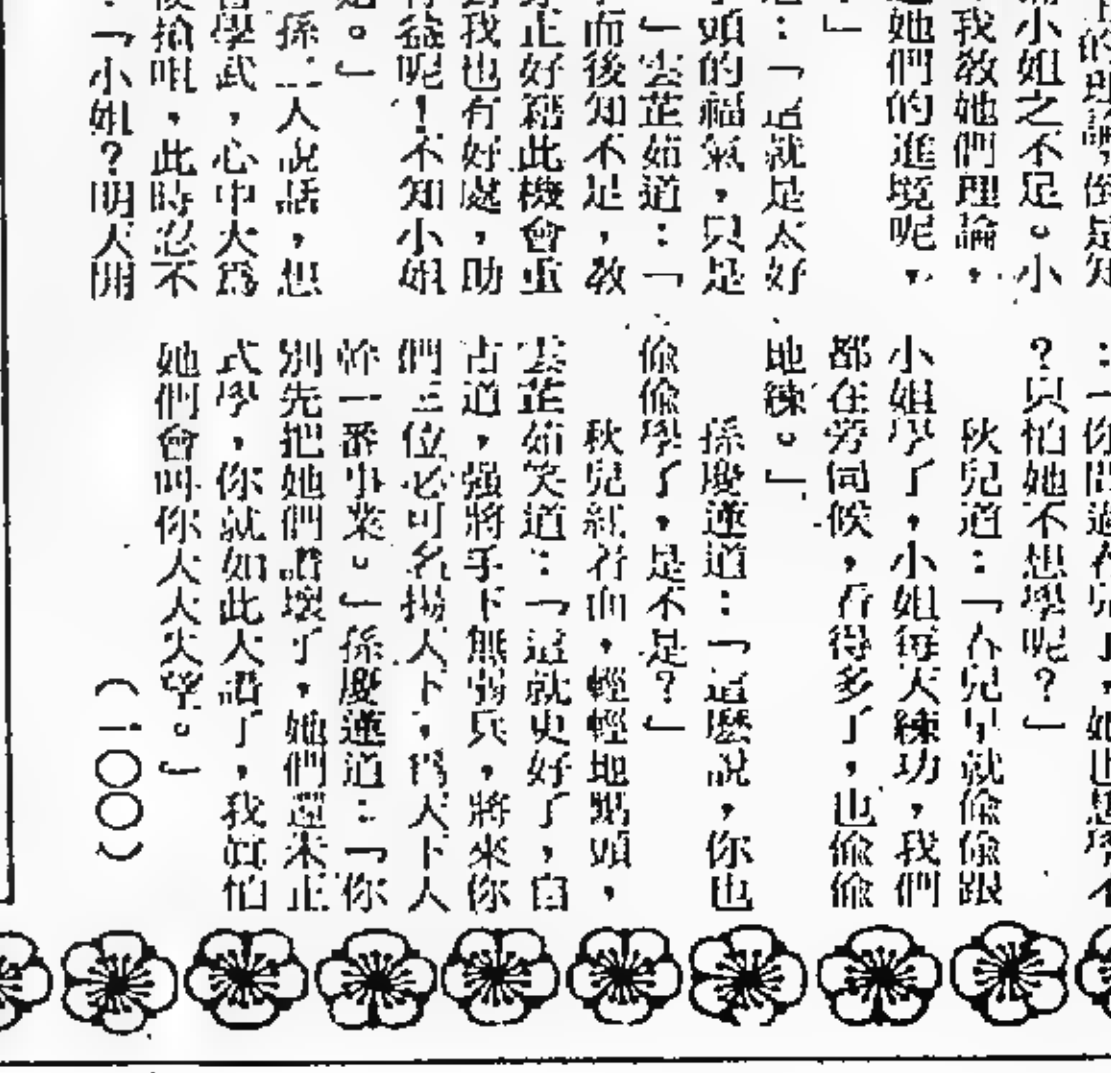 的理論，倒是
小姐之不足。小
我教她們理論，
她們的進境呢，
」
：「這就是太好
頭的福氣，只是
」雲芷茹道：「
而後知不足，教
正好藉此機會重
我也有好處，助
益呢！不知小姐
。」
孫二人說話，想
學武，心中大為
搶咀，此時忍不
：「小姐？明天開
：「你問過春兒了，她也想學不
？只怕她不想學呢？」
秋兒道：「春兒早就偷偷跟
小姐學了，小姐每天練功，我們
都在旁伺候，看得多了，也偷偷
地練。」
孫慶蓮道：「這麼說，你也
偷偷學了，是不是？」
秋兒紅着面，輕輕地點頭，
雲芷茹笑道：「這就更好了，自
古道，强將手下無弱兵，將來你
們三位必可名揚天下，爲天下人
幹一番事業。」孫慶蓮道：「你
別先把她們讚壞了，她們還未正
式學，你就如此大讚了，我眞怕
她們會叫你大大失望。」
（一〇〇）